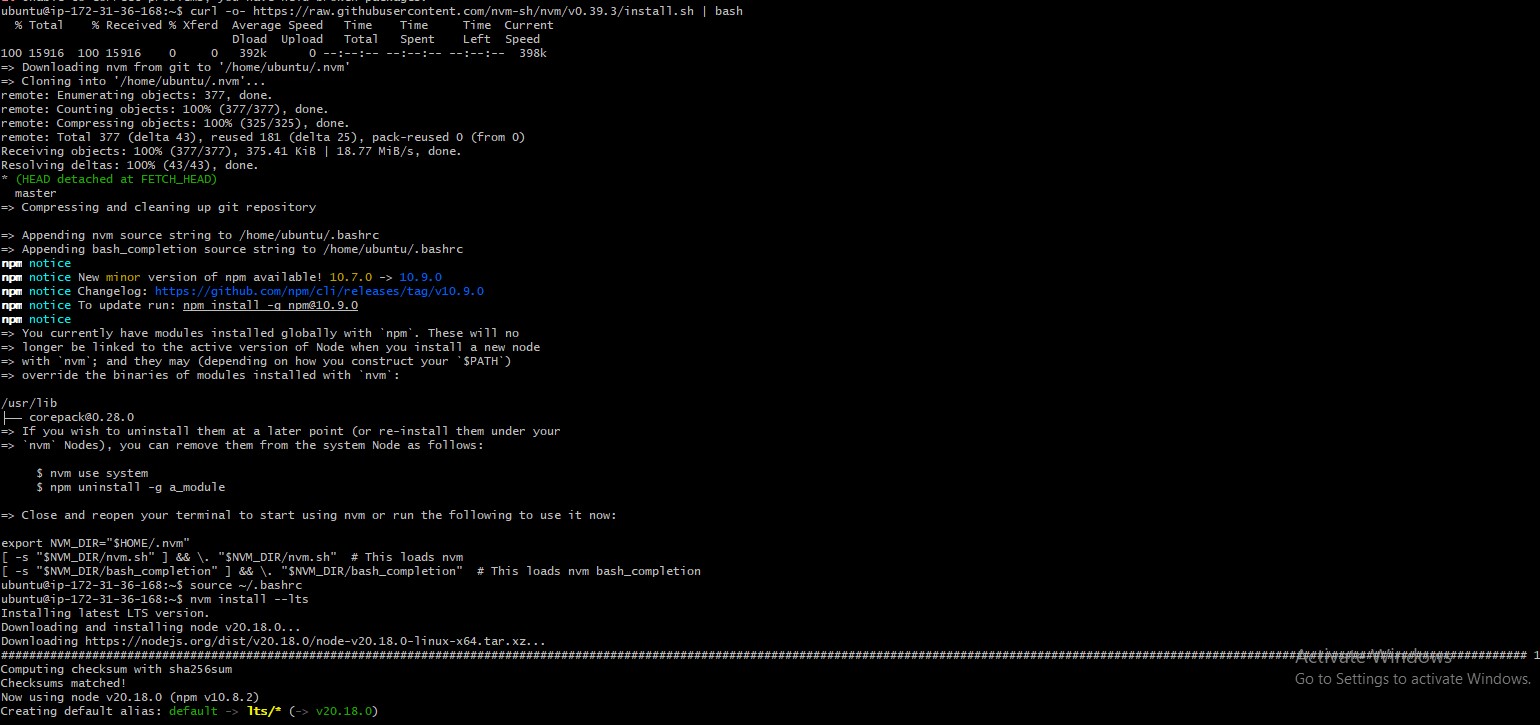 ubuntu@ip-172-31-36-168:~$ curl -o- https://raw.githubusercontent.com/nvm-sh/nvm/v0.39.3/install.sh | bash
  % Total    % Received % Xferd  Average Speed   Time    Time     Time  Current
                                 Dload  Upload   Total   Spent    Left  Speed
100 15916  100 15916    0     0   392k      0 --:--:-- --:--:-- --:--:--  398k
=> Downloading nvm from git to '/home/ubuntu/.nvm'
=> Cloning into '/home/ubuntu/.nvm'...
remote: Enumerating objects: 377, done.
remote: Counting objects: 100% (377/377), done.
remote: Compressing objects: 100% (325/325), done.
remote: Total 377 (delta 43), reused 181 (delta 25), pack-reused 0 (from 0)
Receiving objects: 100% (377/377), 375.41 KiB | 18.77 MiB/s, done.
Resolving deltas: 100% (43/43), done.
* (HEAD detached at FETCH_HEAD)
  master
=> Compressing and cleaning up git repository

=> Appending nvm source string to /home/ubuntu/.bashrc
=> Appending bash_completion source string to /home/ubuntu/.bashrc
npm notice
npm notice New minor version of npm available! 10.7.0 -> 10.9.0
npm notice Changelog: https://github.com/npm/cli/releases/tag/v10.9.0
npm notice To update run: npm install -g npm@10.9.0
npm notice
=> You currently have modules installed globally with `npm`. These will no
=> longer be linked to the active version of Node when you install a new node
=> with `nvm`; and they may (depending on how you construct your `$PATH`)
=> override the binaries of modules installed with `nvm`:

/usr/lib
├── corepack@0.28.0
=> If you wish to uninstall them at a later point (or re-install them under your
=> `nvm` Nodes), you can remove them from the system Node as follows:

     $ nvm use system
     $ npm uninstall -g a_module

=> Close and reopen your terminal to start using nvm or run the following to use it now:

export NVM_DIR="$HOME/.nvm"
[ -s "$NVM_DIR/nvm.sh" ] && \. "$NVM_DIR/nvm.sh"  # This loads nvm
[ -s "$NVM_DIR/bash_completion" ] && \. "$NVM_DIR/bash_completion"  # This loads nvm bash_completion
ubuntu@ip-172-31-36-168:~$ source ~/.bashrc
ubuntu@ip-172-31-36-168:~$ nvm install --lts
Installing latest LTS version.
Downloading and installing node v20.18.0...
Downloading https://nodejs.org/dist/v20.18.0/node-v20.18.0-linux-x64.tar.xz...
Computing checksum with sha256sum
Checksums matched!
Now using node v20.18.0 (npm v10.8.2)
Creating default alias: default -> lts/* (-> v20.18.0)
Activate Windows
Go to Settings to activate Windows.